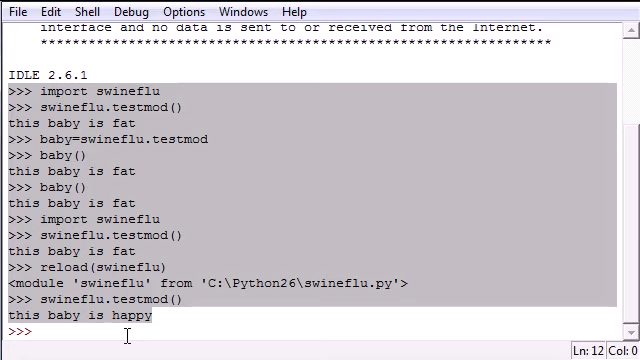 File Edit Shell Debug Options Windows Help
interface and no data is sent to or received from the Internet.
****************************************************************
IDLE 2.6.1
>>> import swineflu
>>> swineflu.testmod()
this baby is fat
>>> baby=swineflu.testmod
>>> baby()
this baby is fat
>>> baby()
this baby is fat
>>> import swineflu
>>> swineflu.testmod()
this baby is fat
>>> reload(swineflu)
<module 'swineflu' from 'C:\Python26\swineflu.py'>
>>> swineflu.testmod()
this baby is happy
>>>
Ln: 12 Col: 0